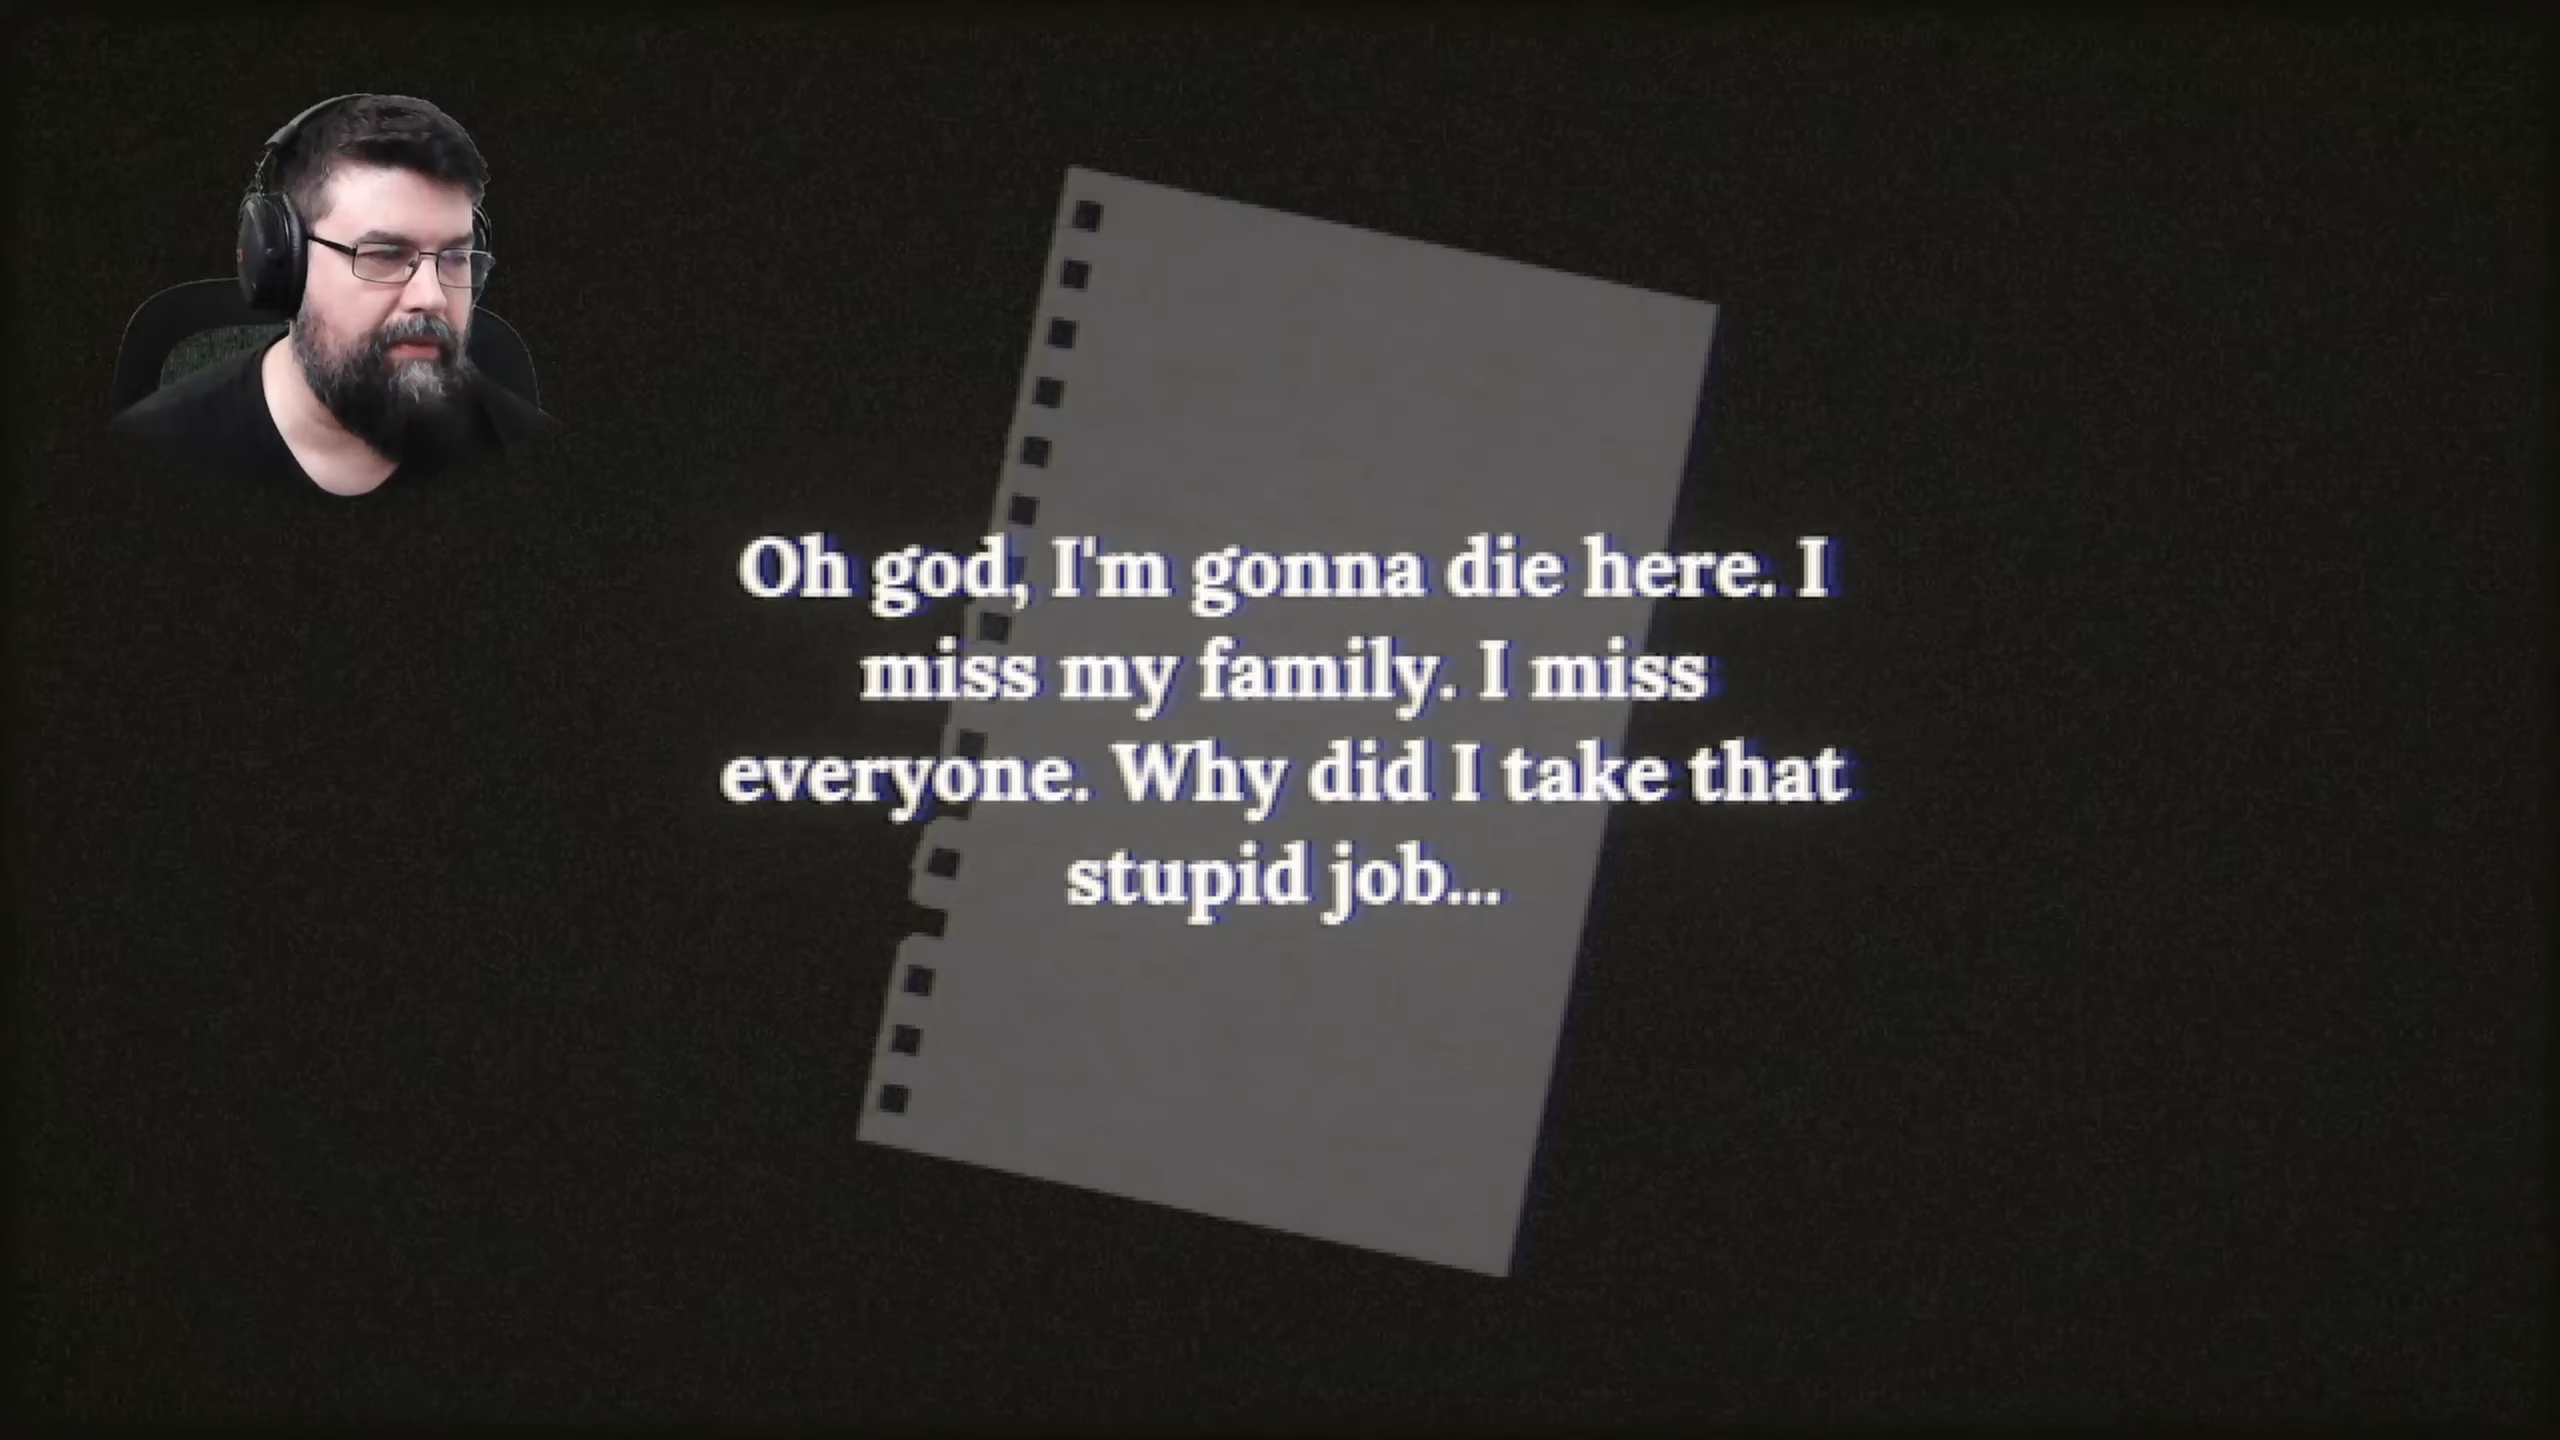 Oh god, I'm gonna die here. I
miss my family. I miss
everyone. Why did I take that
stupid job...